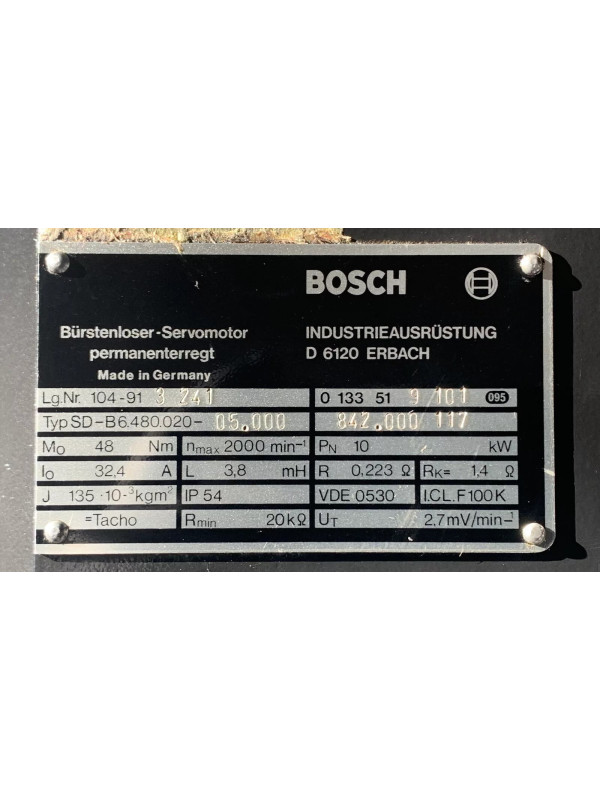 BOSCH
Bürstenloser-Servomotor
permanenterregt
Made in Germany
INDUSTRIEAUSRÜSTUNG
D 6120 ERBACH
Lg.Nr. 104-91 3 241 0 133 51 9 101 095
Typ SD-B6.480.020- 05.000 842.000 117
M₀ 48 Nm nmax 2000 min⁻¹ PN 10 kW
I₀ 32,4 A L 3,8 mH R 0,223 Ω RK= 1,4 Ω
J 135·10⁻³kgm² IP 54 VDE 0530 I.CL.F100K
=Tacho Rmin 20kΩ UT 2.7mV/min⁻¹